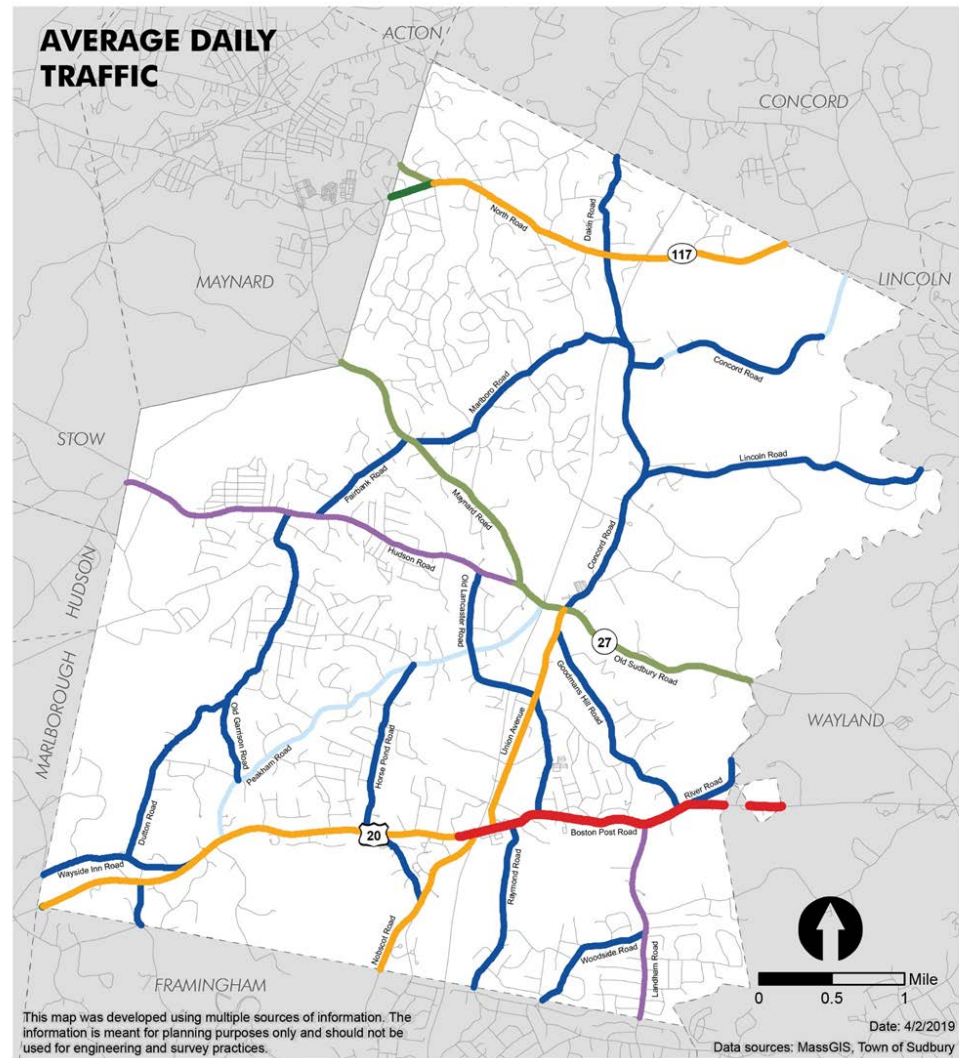 AVERAGE DAILY
TRAFFIC
ACTON
CONCORD
LINCOLN
MAYNARD
STOW
HUDSON
MARLBOROUGH
FRAMINGHAM
WAYLAND
North Road
Dakin Road
117
Concord Road
Marlboro Road
Lincoln Road
Fairbank Road
Maynard Road
Hudson Road
Concord Road
Old Lancaster Road
27
Old Sudbury Road
Goodmans Hill Road
Union Avenue
Old Garrison Road
Peakham Road
Horse Pond Road
River Road
Dutton Road
20
Boston Post Road
Wayside Inn Road
Raymond Road
Nobscot Road
Woodside Road
Landham Road
0 0.5 1 Mile
This map was developed using multiple sources of information. The
information is meant for planning purposes only and should not be
used for engineering and survey practices.
Date: 4/2/2019
Data sources: MassGIS, Town of Sudbury